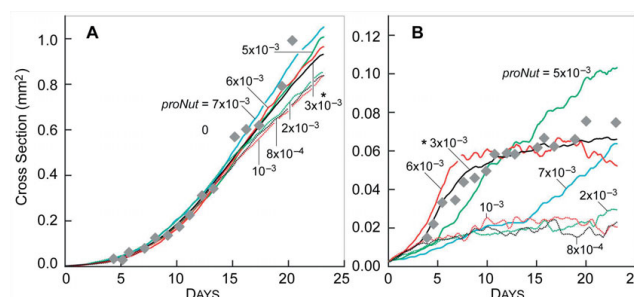 A
B
Cross Section (mm²)
1.0
0.8
0.6
0.4
0.2
0.0
0 5 10 15 20 25
DAYS
5x10⁻³
6x10⁻³
proNut = 7x10⁻³
0
*
3x10⁻³
2x10⁻³
8x10⁻⁴
10⁻³
0.12
0.10
0.08
0.06
0.04
0.02
0.00
0 5 10 15 20 25
DAYS
proNut = 5x10⁻³
* 3x10⁻³
6x10⁻³
7x10⁻³
10⁻³
2x10⁻³
8x10⁻⁴